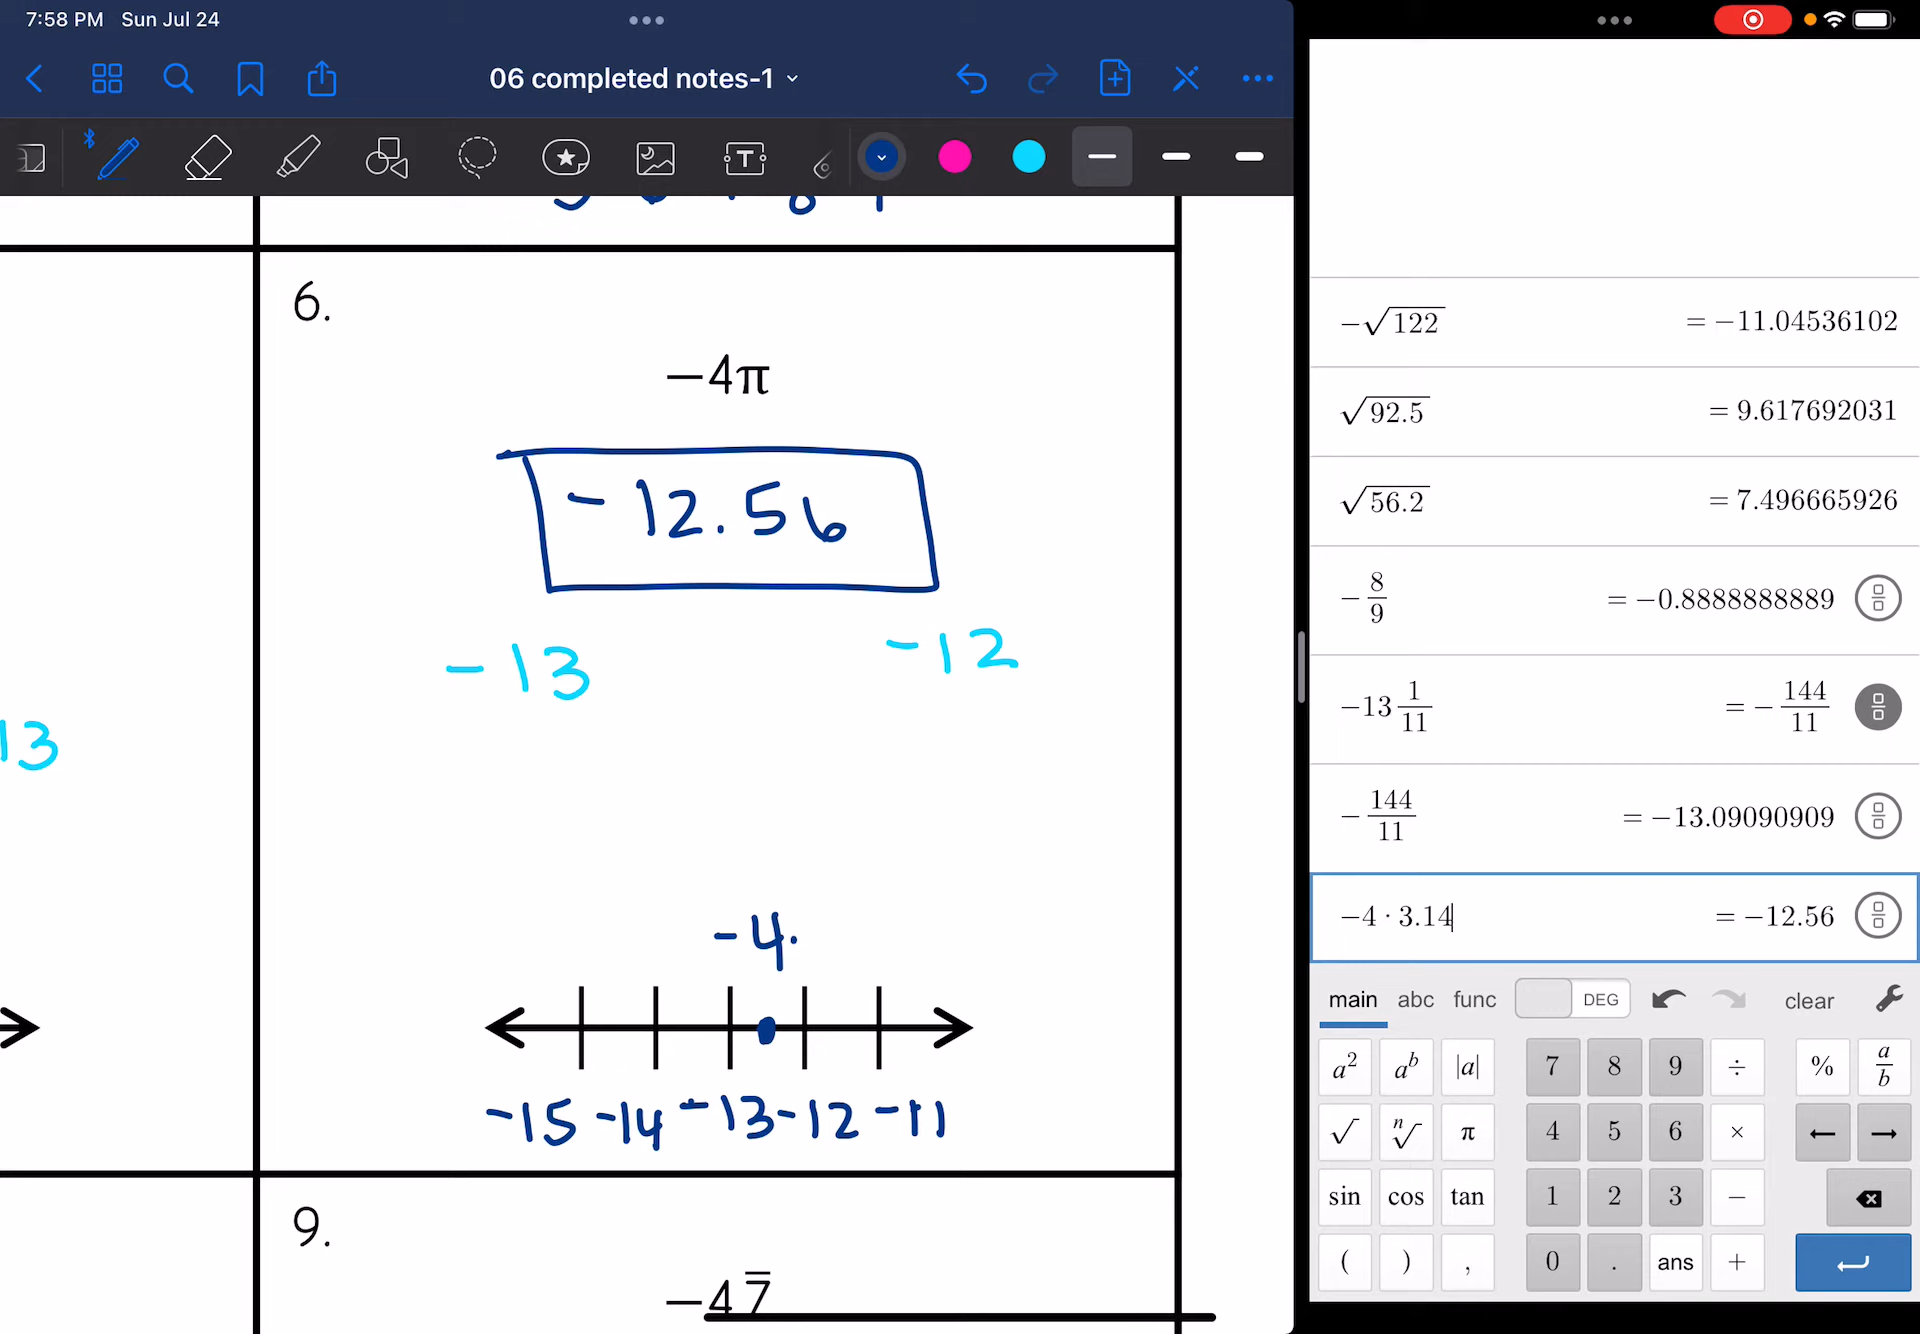 7:58 PM Sun Jul 24
06 completed notes-1
T
6.
−4π
-12.56
-13 -12
13
-4.
-15 -14 -13 -12 -11
9.
−4 7̅
−√122 = −11.04536102
√92.5 = 9.617692031
√56.2 = 7.496665926
−8/9 = −0.8888888889
−13 1/11 = −144/11
−144/11 = −13.09090909
−4 · 3.14 = −12.56
main abc func DEG clear
a² aᵇ |a| 7 8 9 ÷ % a/b
√ ⁿ√ π 4 5 6 × ← →
sin cos tan 1 2 3 −
( ) , 0 . ans +